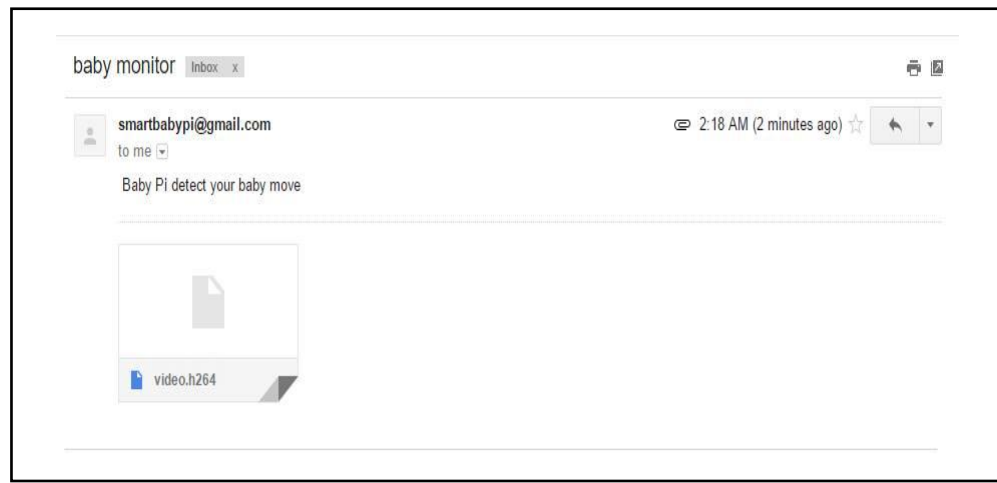 baby monitor Inbox x
smartbabypi@gmail.com 2:18 AM (2 minutes ago)
to me
Baby Pi detect your baby move
video.h264